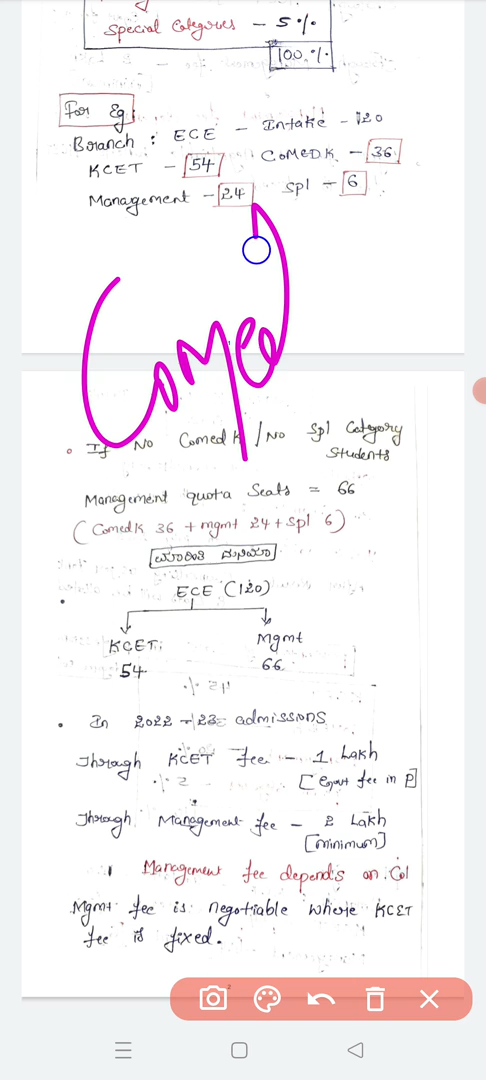 Special Categories - 5 %
100 %
For Eg:
Branch : ECE - Intake - 120
KCET - 54 COMEDK - 36
Management - 24 Spl - 6
Comed
If No ComedK / No Spl Category Students
Management quota Seats = 66
(ComedK 36 + mgmt 24 + Spl 6)
ECE (120)
KCET: Mgmt
54 66
In 2022 - 23 admissions
Through KCET Fee - 1 Lakh
[Govt fee in P]
Through Management fee - 2 Lakh
[minimum]
Management fee depends on Col
Mgmt fee is negotiable where KCET
fee is fixed.